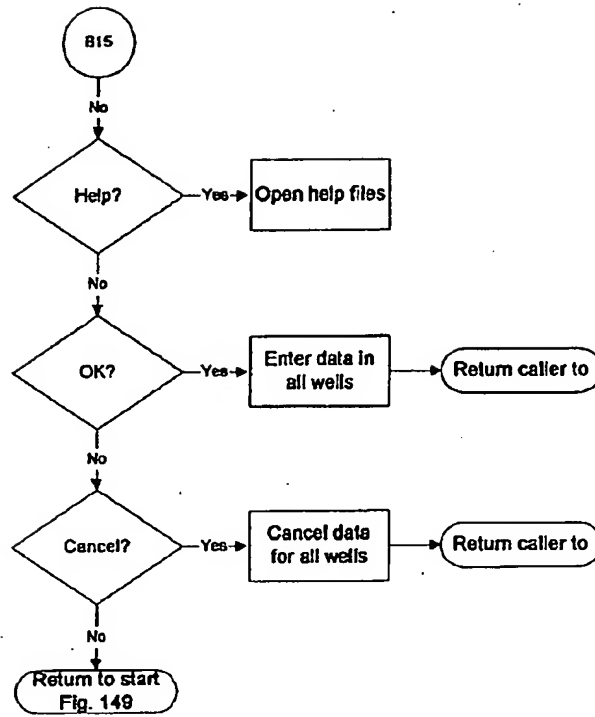 B15
No
Help?
Yes
Open help files
No
OK?
Yes
Enter data in
all wells
Return caller to
No
Cancel?
Yes
Cancel data
for all wells
Return caller to
No
Return to start
Fig. 149